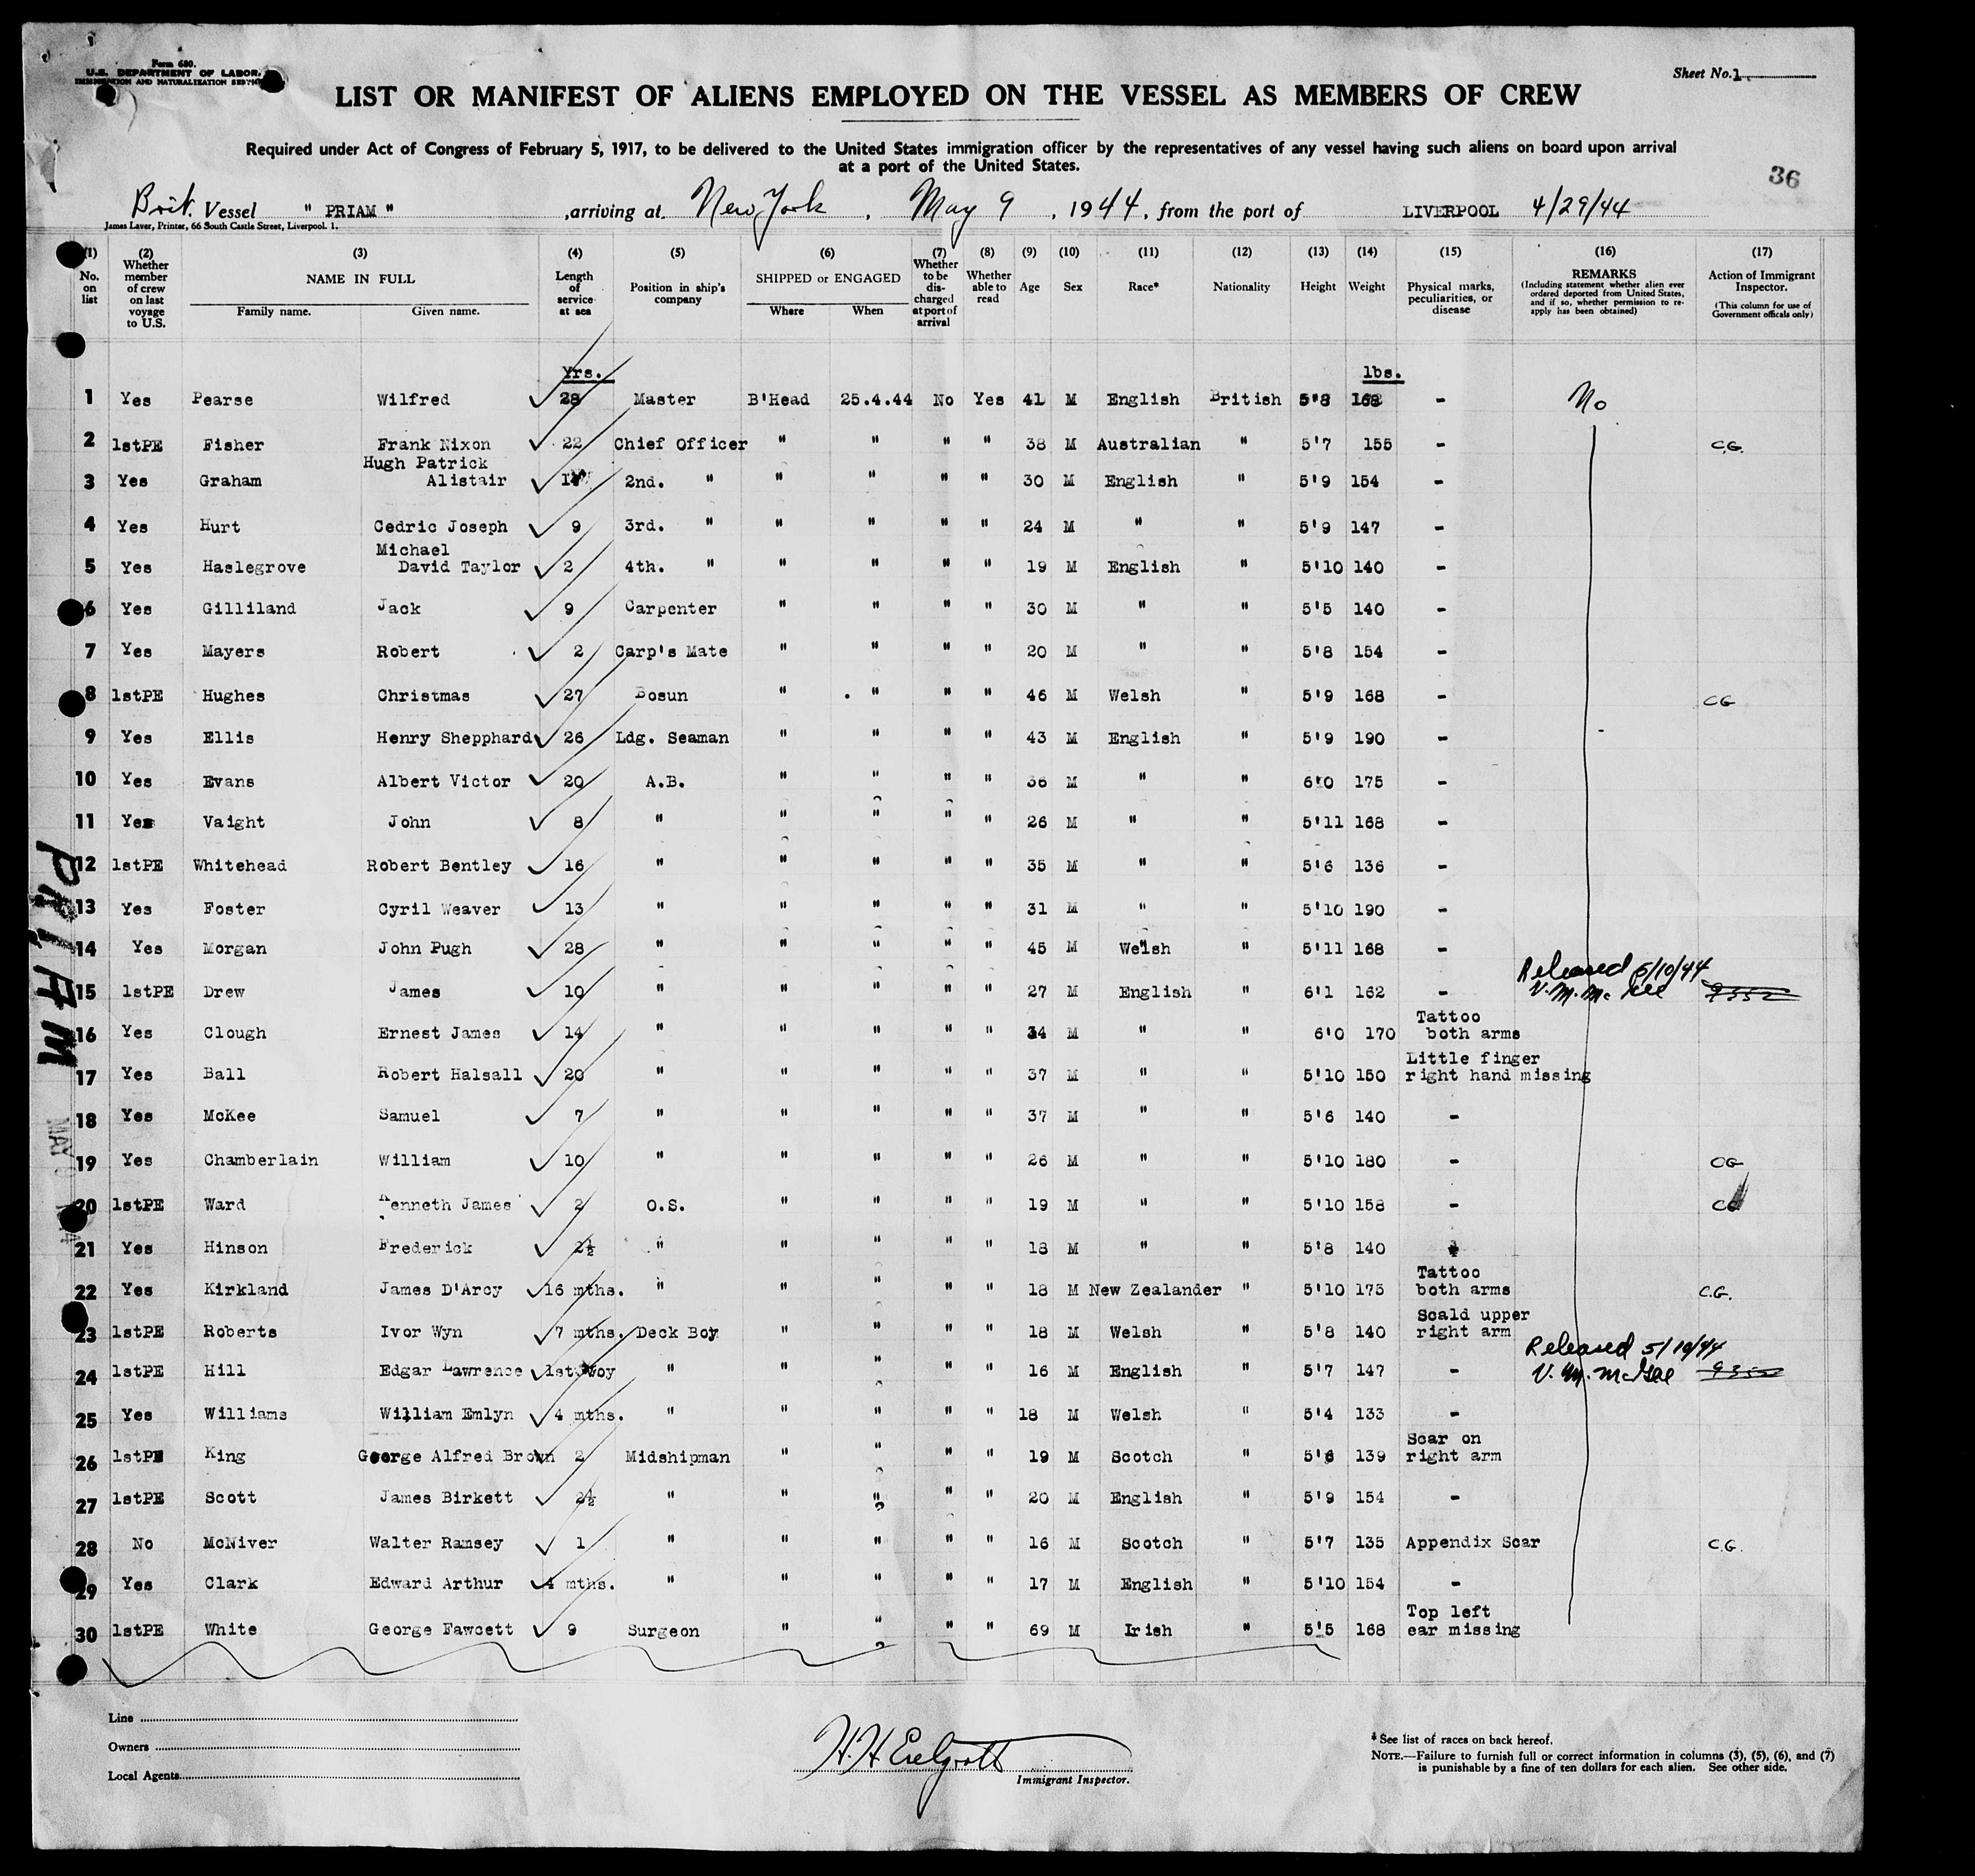 Form 680.
U.S. DEPARTMENT OF LABOR.
IMMIGRATION AND NATURALIZATION SERVICE
Sheet No. 1
LIST OR MANIFEST OF ALIENS EMPLOYED ON THE VESSEL AS MEMBERS OF CREW
Required under Act of Congress of February 5, 1917, to be delivered to the United States immigration officer by the representatives of any vessel having such aliens on board upon arrival
at a port of the United States.
36
Brit. Vessel " PRIAM " ,arriving at New York , May 9 , 1944, from the port of LIVERPOOL 4/29/44
James Laver, Printer, 66 South Castle Street, Liverpool. 1.
(1) No. on list (2) Whether member of crew on last voyage to U.S. (3) NAME IN FULL Family name. Given name. (4) Length of service at sea (5) Position in ship's company (6) SHIPPED or ENGAGED Where When (7) Whether to be dis-charged at port of arrival (8) Whether able to read (9) Age (10) Sex (11) Race* (12) Nationality (13) Height (14) Weight (15) Physical marks, peculiarities, or disease (16) REMARKS (Including statement whether alien ever ordered deported from United States, and if so, whether permission to re-apply has been obtained) (17) Action of Immigrant Inspector. (This column for use of Government officals only)
Yrs. lbs.
1 Yes Pearse Wilfred 28 Master B'Head 25.4.44 No Yes 41 M English British 5'8 168 - No
2 1stPE Fisher Frank Nixon 22 Chief Officer " " " " 38 M Australian " 5'7 155 - C.G.
Hugh Patrick
3 Yes Graham Alistair 2nd. " " " " " 30 M English " 5'9 154 -
4 Yes Hurt Cedric Joseph 9 3rd. " " " " " 24 M " " 5'9 147 -
Michael
5 Yes Haslegrove David Taylor 2 4th. " " " " " 19 M English " 5'10 140 -
6 Yes Gilliland Jack 9 Carpenter " " " " 30 M " " 5'5 140 -
7 Yes Mayers Robert 2 Carp's Mate " " " " 20 M " " 5'8 154 -
8 1stPE Hughes Christmas 27 Bosun " " " " 46 M Welsh " 5'9 168 - CG
9 Yes Ellis Henry Shepphard 26 Ldg. Seaman " " " " 43 M English " 5'9 190 -
10 Yes Evans Albert Victor 20 A.B. " " " " 36 M " " 6'0 175 -
11 Yes Vaight John 8 " " " " " 26 M " " 5'11 168 -
12 1stPE Whitehead Robert Bentley 16 " " " " " 35 M " " 5'6 136 -
13 Yes Foster Cyril Weaver 13 " " " " " 31 M " " 5'10 190 -
14 Yes Morgan John Pugh 28 " " " " " 45 M Welsh " 5'11 168 -
Released 5/10/44
15 1stPE Drew James 10 " " " " " 27 M English " 6'1 162 - V.M. McGee 9352
Tattoo
16 Yes Clough Ernest James 14 " " " " " 34 M " " 6'0 170 both arms
Little finger
17 Yes Ball Robert Halsall 20 " " " " " 37 M " " 5'10 150 right hand missing
18 Yes McKee Samuel 7 " " " " " 37 M " " 5'6 140 -
19 Yes Chamberlain William 10 " " " " " 26 M " " 5'10 180 - CG
20 1stPE Ward Kenneth James 2 O.S. " " " " 19 M " " 5'10 158 - CG
21 Yes Hinson Frederick 2½ " " " " " 18 M " " 5'8 140
Tattoo
22 Yes Kirkland James D'Arcy 16 mths. " " " " " 18 M New Zealander " 5'10 175 both arms C.G.
Scald upper
23 1stPE Roberts Ivor Wyn 7 mths. Deck Boy " " " " 18 M Welsh " 5'8 140 right arm
Released 5/10/44
24 1stPE Hill Edgar Lawrence 1st Voy " " " " " 16 M English " 5'7 147 - V.M. McGee 9352
25 Yes Williams William Emlyn 4 mths. " " " " " 18 M Welsh " 5'4 133 -
Scar on
26 1stPE King George Alfred Brown 2 Midshipman " " " " 19 M Scotch " 5'6 139 right arm
27 1stPE Scott James Birkett 2½ " " " " " 20 M English " 5'9 154 -
28 No McNiver Walter Ramsey 1 " " " " " 16 M Scotch " 5'7 135 Appendix Scar C.G.
29 Yes Clark Edward Arthur 4 mths. " " " " " 17 M English " 5'10 154 -
Top left
30 1stPE White George Fawcett 9 Surgeon " " " " 69 M Irish " 5'5 168 ear missing
PRIAM
Line
Owners
Local Agents
Immigrant Inspector.
*See list of races on back hereof.
NOTE.—Failure to furnish full or correct information in columns (3), (5), (6), and (7)
is punishable by a fine of ten dollars for each alien. See other side.